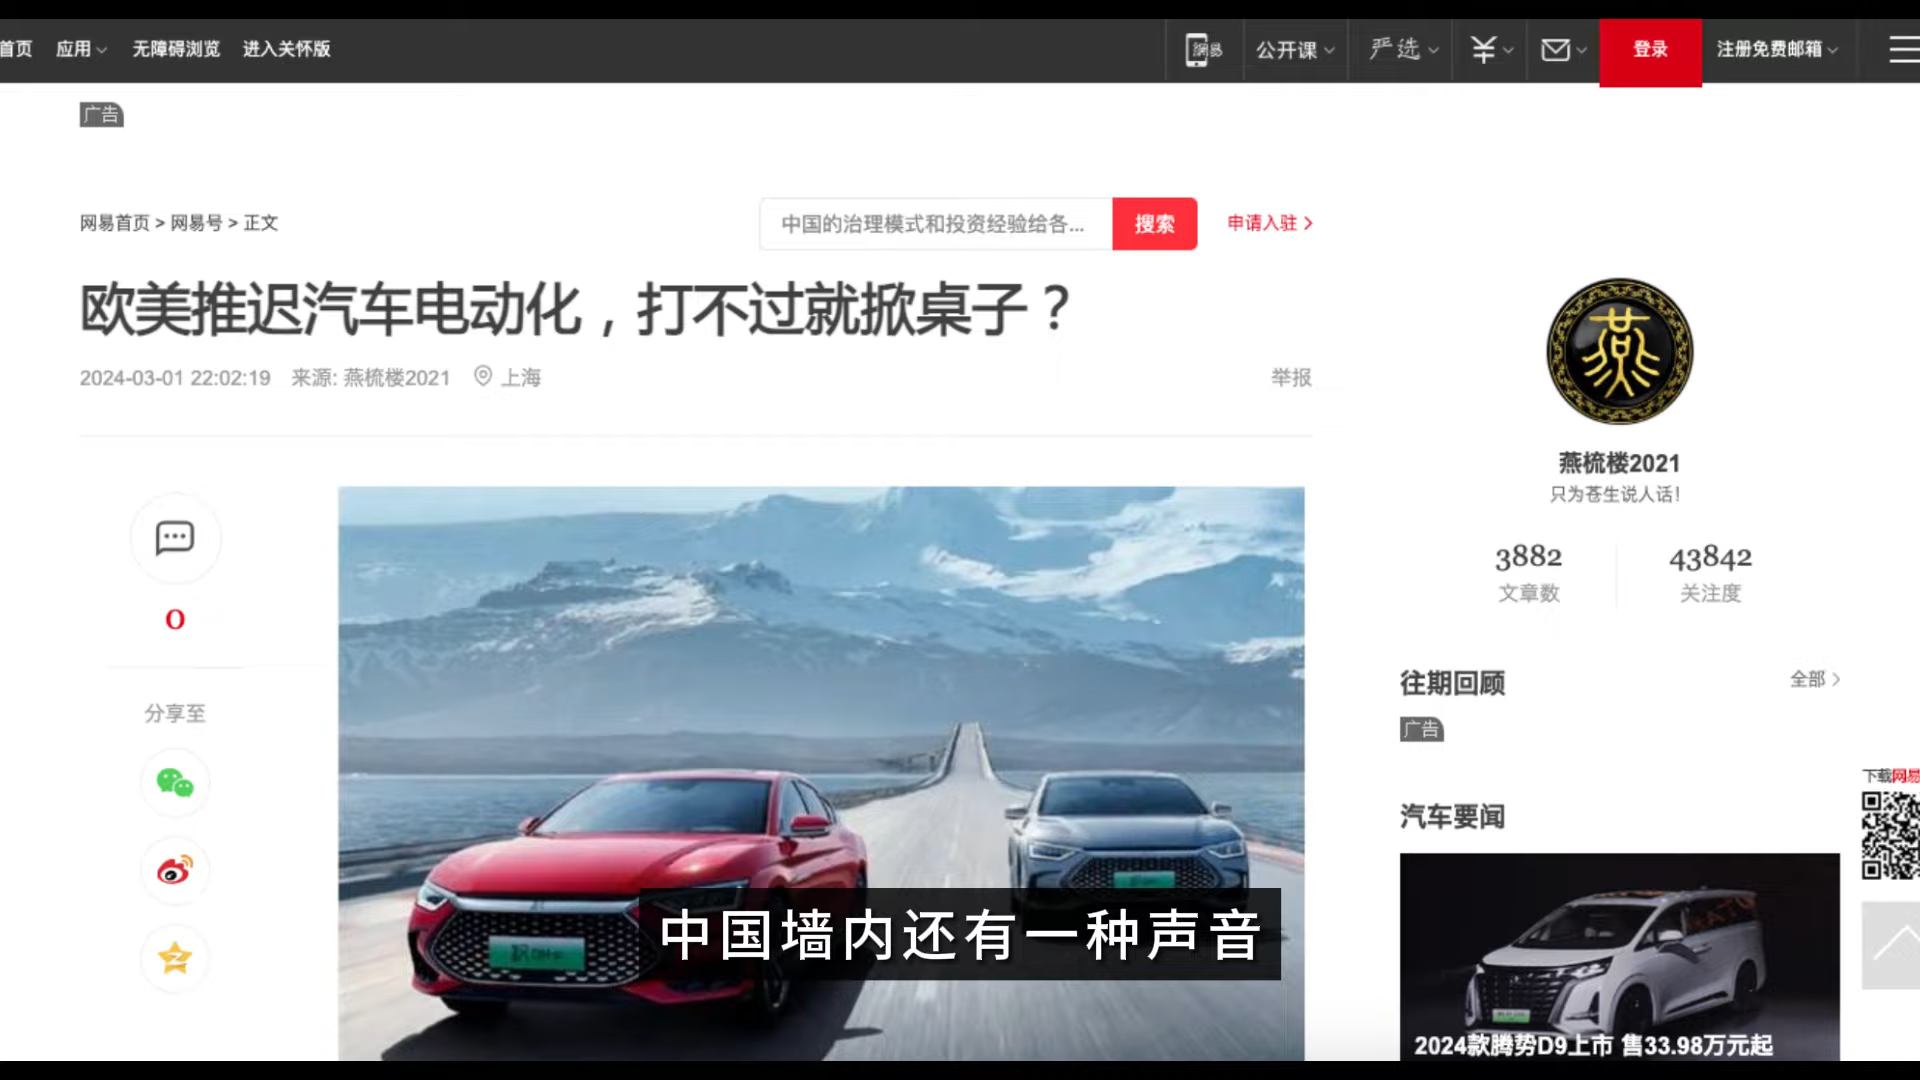 首页 应用 无障碍浏览 进入关怀版 網易 公开课 严选 登录 注册免费邮箱
广告
网易首页 > 网易号 > 正文
中国的治理模式和投资经验给各... 搜索 申请入驻 >
欧美推迟汽车电动化，打不过就掀桌子？
2024-03-01 22:02:19 来源: 燕梳楼2021 上海 举报
燕
燕梳楼2021
只为苍生说人话!
3882 43842
文章数 关注度
0
分享至
往期回顾 全部 >
广告
汽车要闻
下载网易
2024款腾势D9上市 售33.98万元起
中国墙内还有一种声音